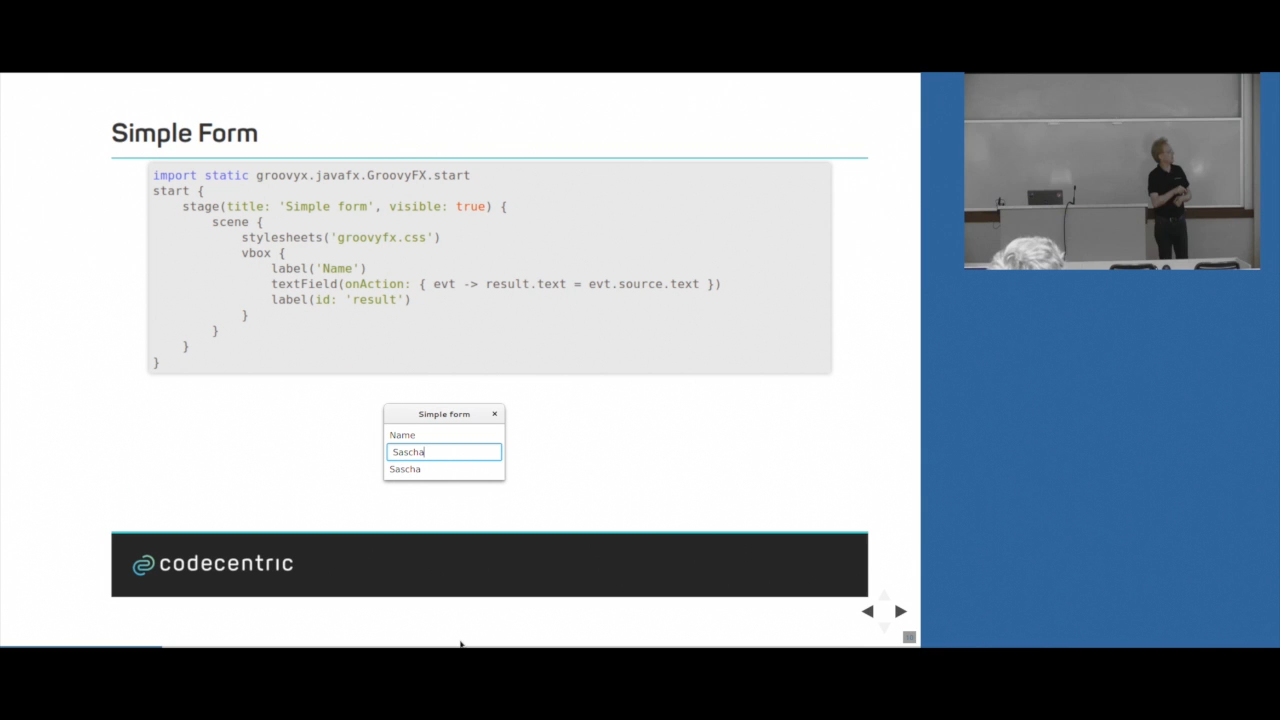 Simple Form
import static groovyx.javafx.GroovyFX.start
start {
    stage(title: 'Simple form', visible: true) {
        scene {
            stylesheets('groovyfx.css')
            vbox {
                label('Name')
                textField(onAction: { evt -> result.text = evt.source.text })
                label(id: 'result')
            }
        }
    }
}
Simple form ×
Name
Sascha
Sascha
codecentric